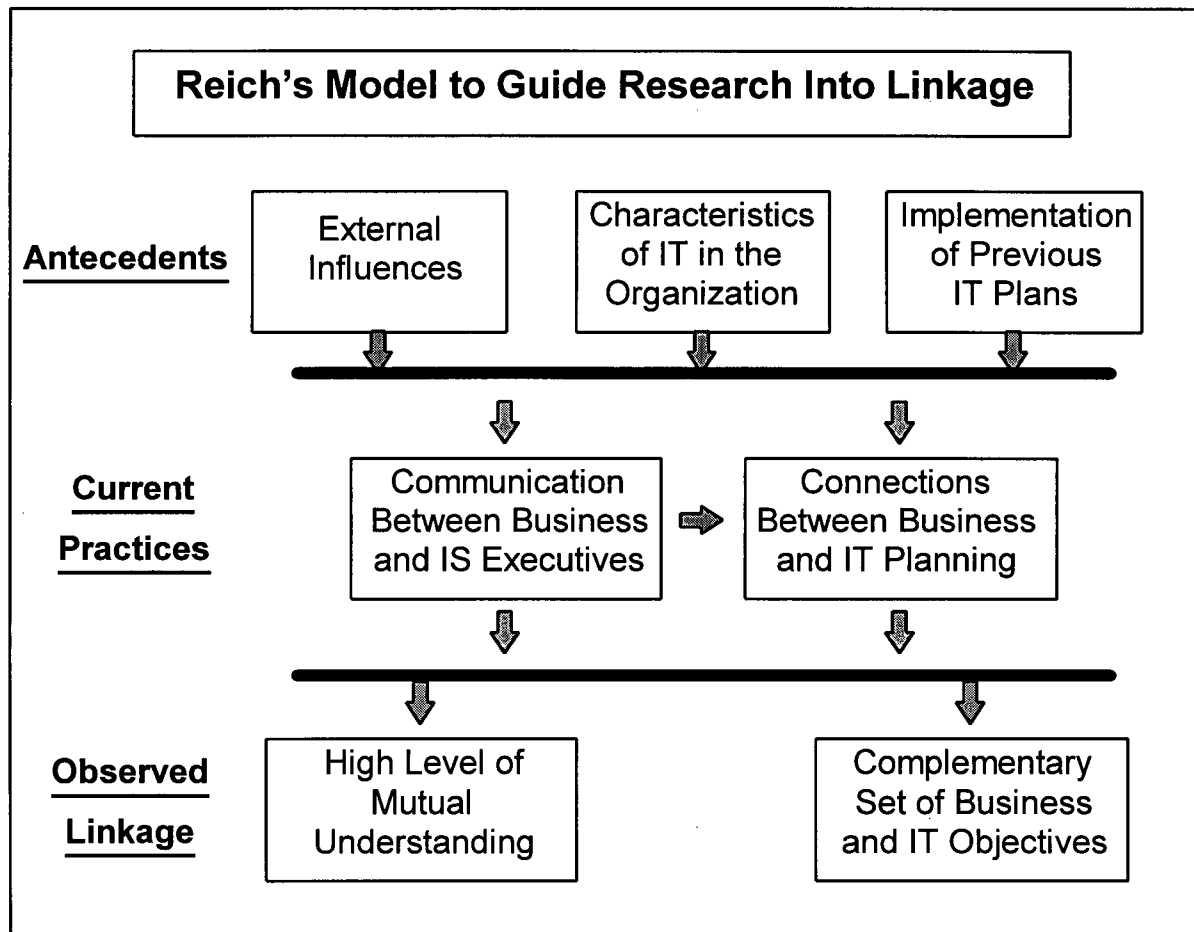 Reich's Model to Guide Research Into Linkage
Antecedents
External
Influences
Characteristics
of IT in the
Organization
Implementation
of Previous
IT Plans
Current
Practices
Communication
Between Business
and IS Executives
Connections
Between Business
and IT Planning
Observed
Linkage
High Level of
Mutual
Understanding
Complementary
Set of Business
and IT Objectives